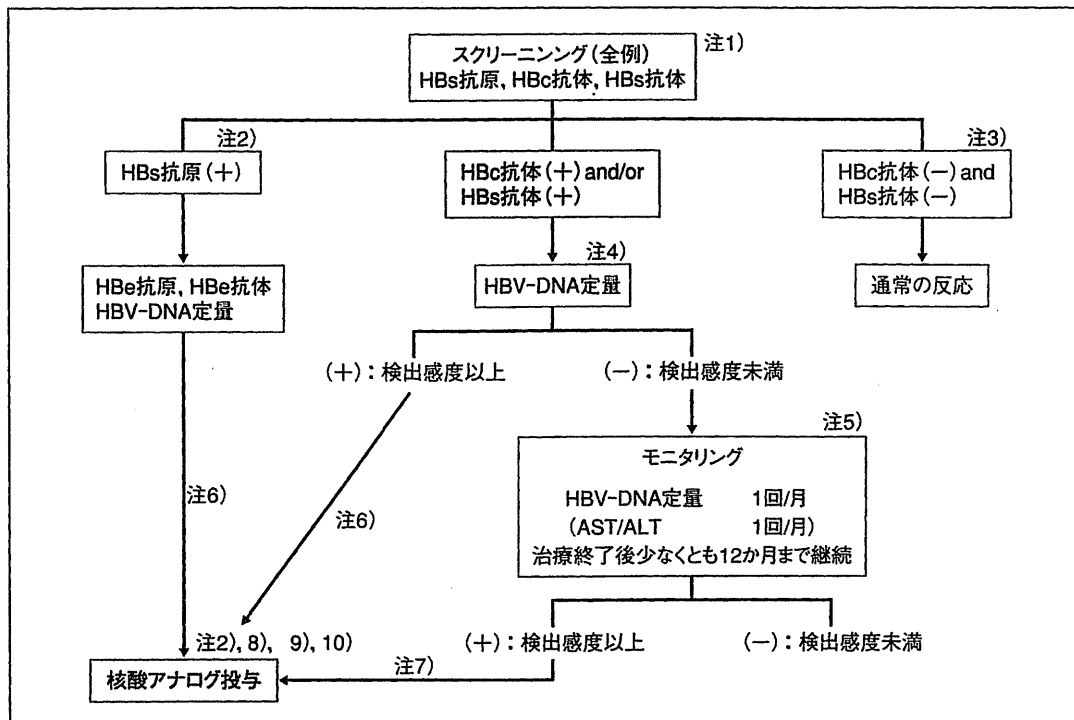 注1)
スクリーニンング(全例)
HBs抗原, HBc抗体, HBs抗体
注2)
HBs抗原(+)
HBc抗体(+)and/or
HBs抗体(+)
注3)
HBc抗体(-)and
HBs抗体(-)
HBe抗原, HBe抗体
HBV-DNA定量
注4)
HBV-DNA定量
通常の反応
(+):検出感度以上
(-):検出感度未満
注5)
モニタリング
HBV-DNA定量 1回/月
(AST/ALT 1回/月)
治療終了後少なくとも12か月まで継続
注6)
注6)
(+):検出感度以上
(-):検出感度未満
注7)
注2), 8), 9), 10)
核酸アナログ投与